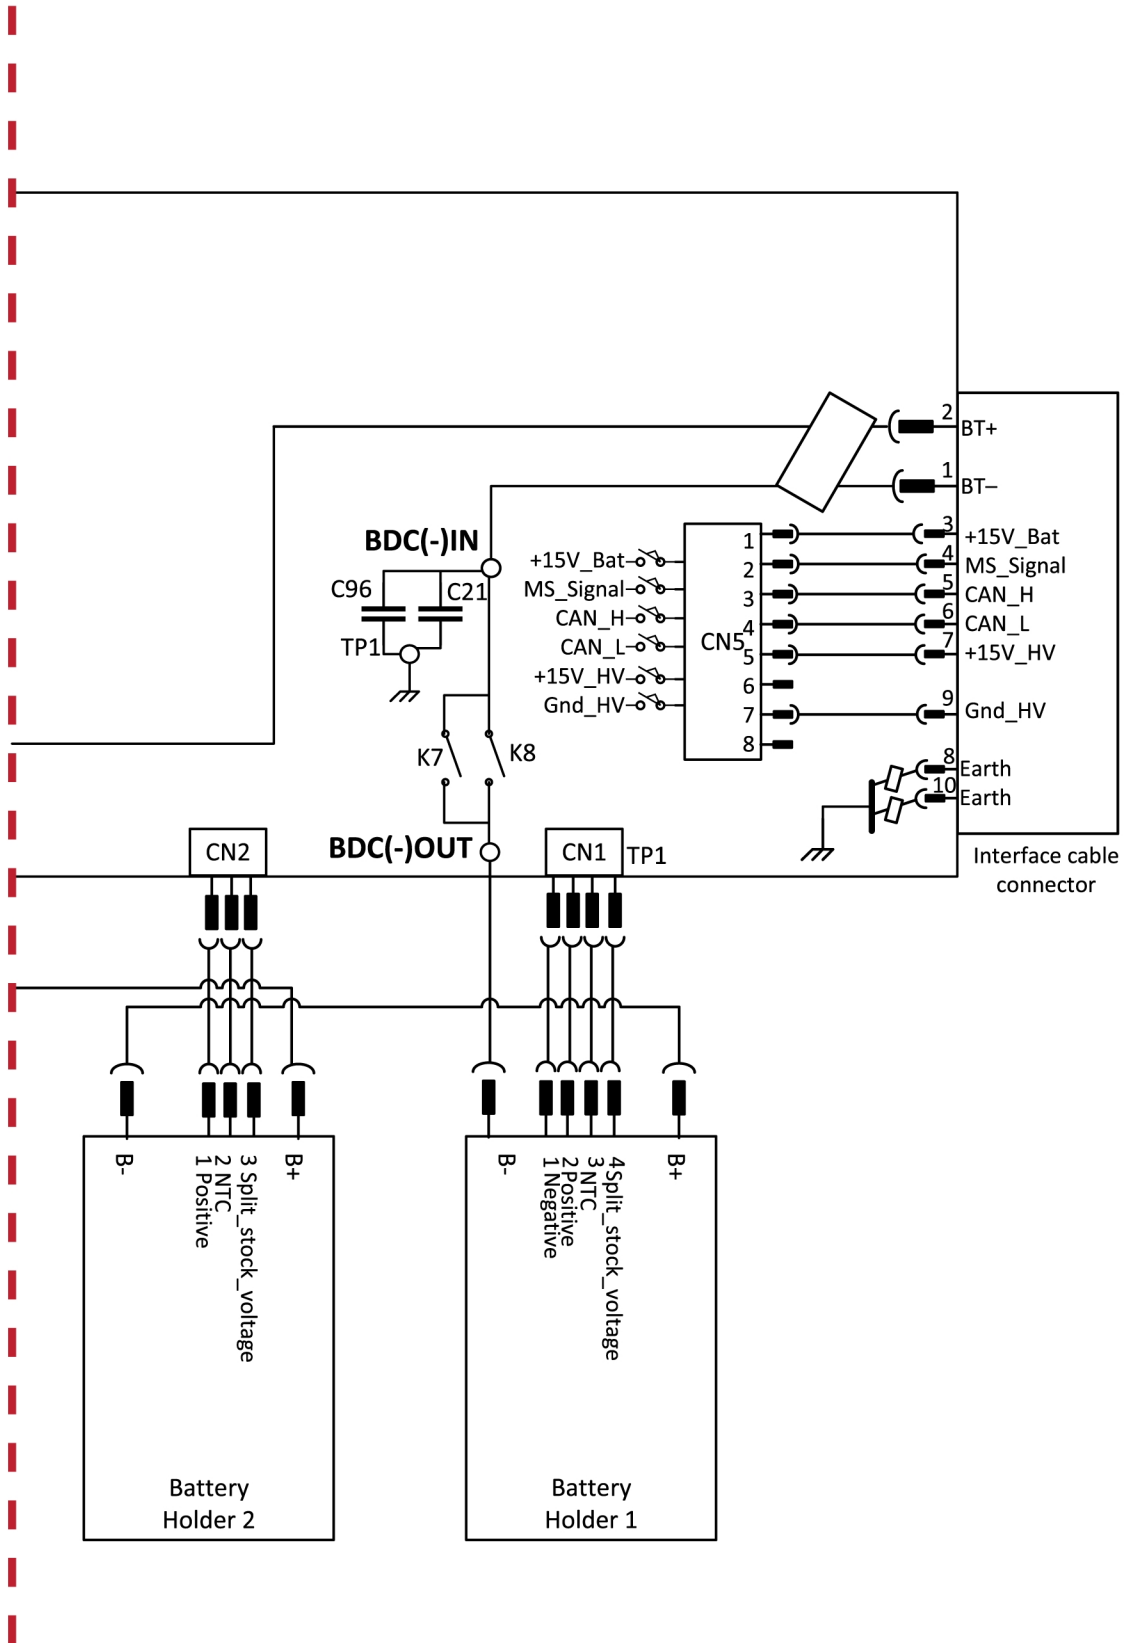 2
BT+
1
BT–
BDC(-)IN
3
+15V_Bat
1
+15V_Bat
4
MS_Signal
2
C96
C21
MS_Signal
5
CAN_H
3
CAN_H
6
CAN_L
4
TP1
CAN_L
CN5
5
7
+15V_HV
+15V_HV
6
Gnd_HV
7
9
Gnd_HV
K7
K8
8
8
Earth
10
Earth
CN2
BDC(-)OUT
CN1
TP1
Interface cable
connector
B-
1 Positive
2 NTC
3 Split_stock_voltage
B+
B-
1 Negative
2 Positive
3 NTC
4 Split_stock_voltage
B+
Battery
Holder 2
Battery
Holder 1